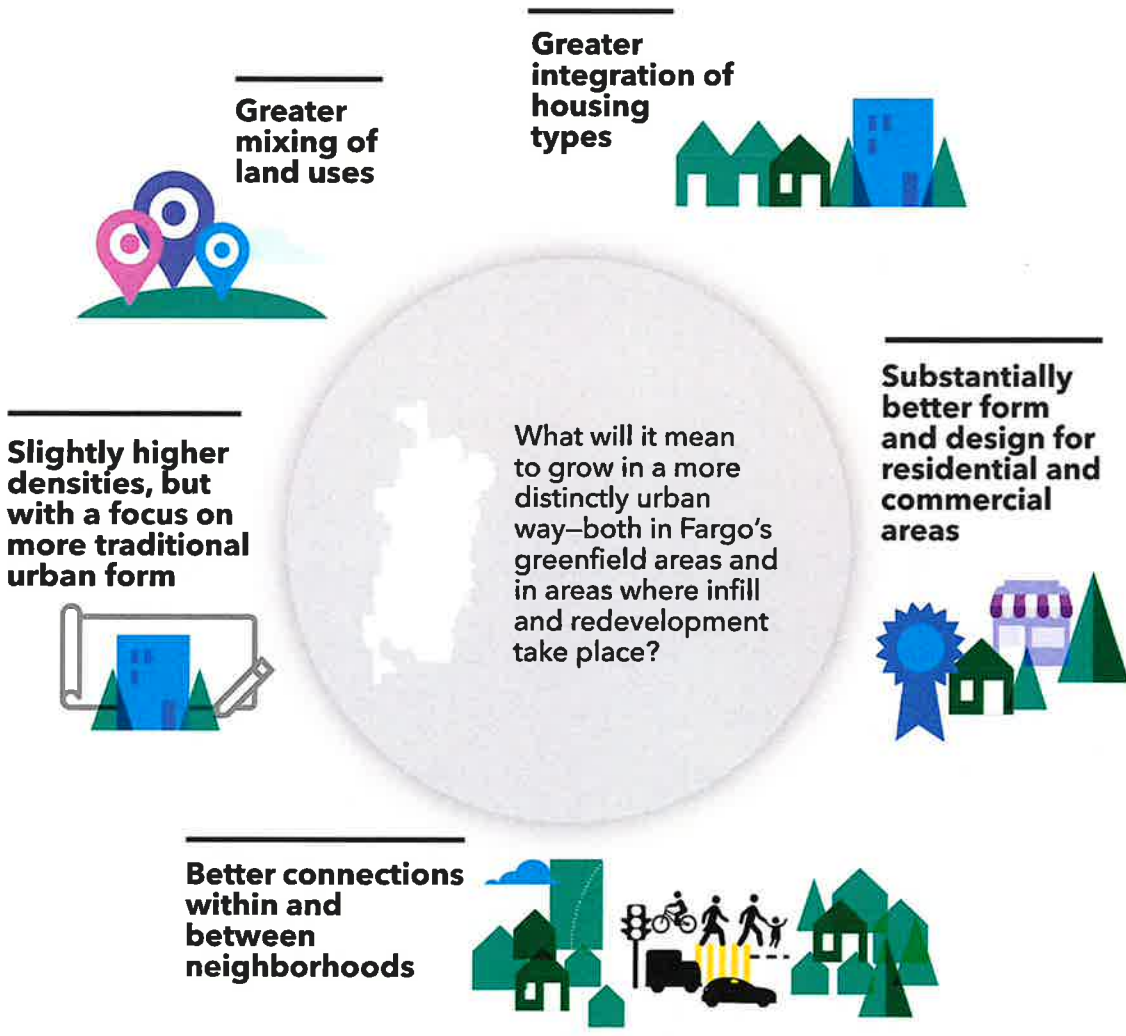 Greater
integration of
housing
types
Greater
mixing of
land uses
Substantially
better form
and design for
residential and
commercial
areas
Slightly higher
densities, but
with a focus on
more traditional
urban form
What will it mean
to grow in a more
distinctly urban
way—both in Fargo's
greenfield areas and
in areas where infill
and redevelopment
take place?
Better connections
within and
between
neighborhoods